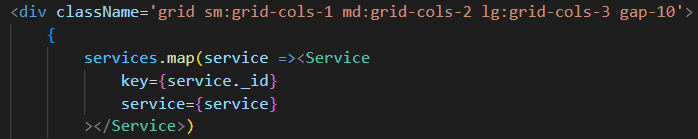 <div className='grid sm:grid-cols-1 md:grid-cols-2 lg:grid-cols-3 gap-10'>
{
services.map(service =><Service
key={service._id}
service={service}
></Service>)